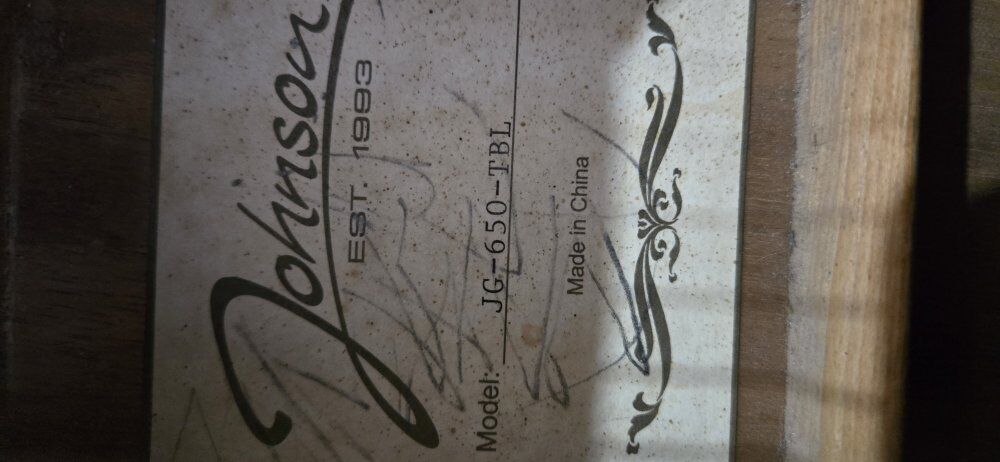 Johnson
EST. 1993
Model: JG-650-TBL
Made in China